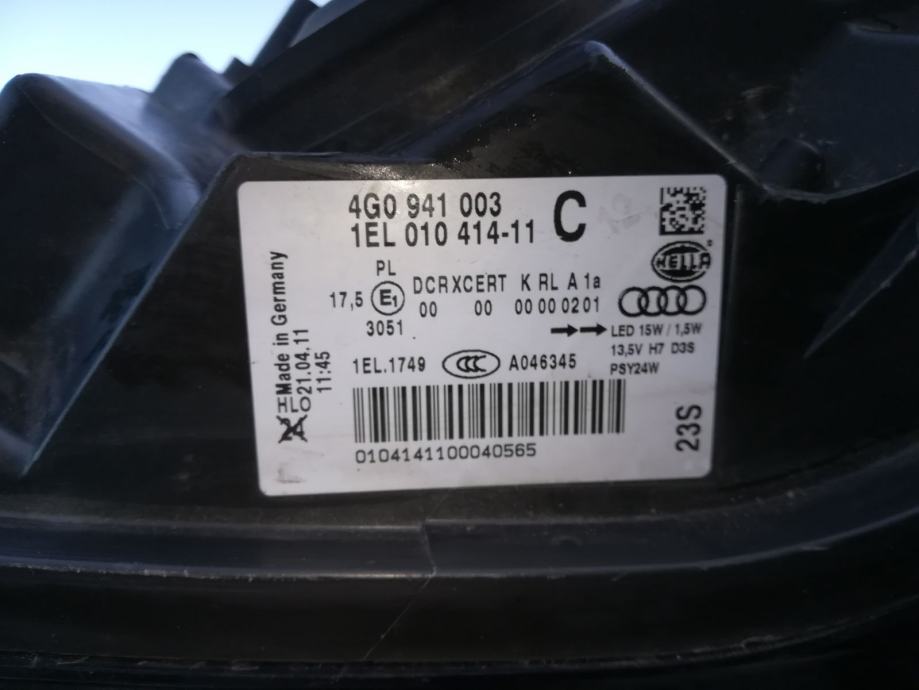 4G0 941 003 C
1EL 010 414-11
HELLA
PL
17,5 E1 DCRXCERT K RL A 1a
00 00 00 00 0201
3051
LED 15W / 1,5W
13,5V H7 D3S
PSY24W
1EL.1749 CCC A046345
0104141100040565
23S
Made in Germany
21.04.11
11:45